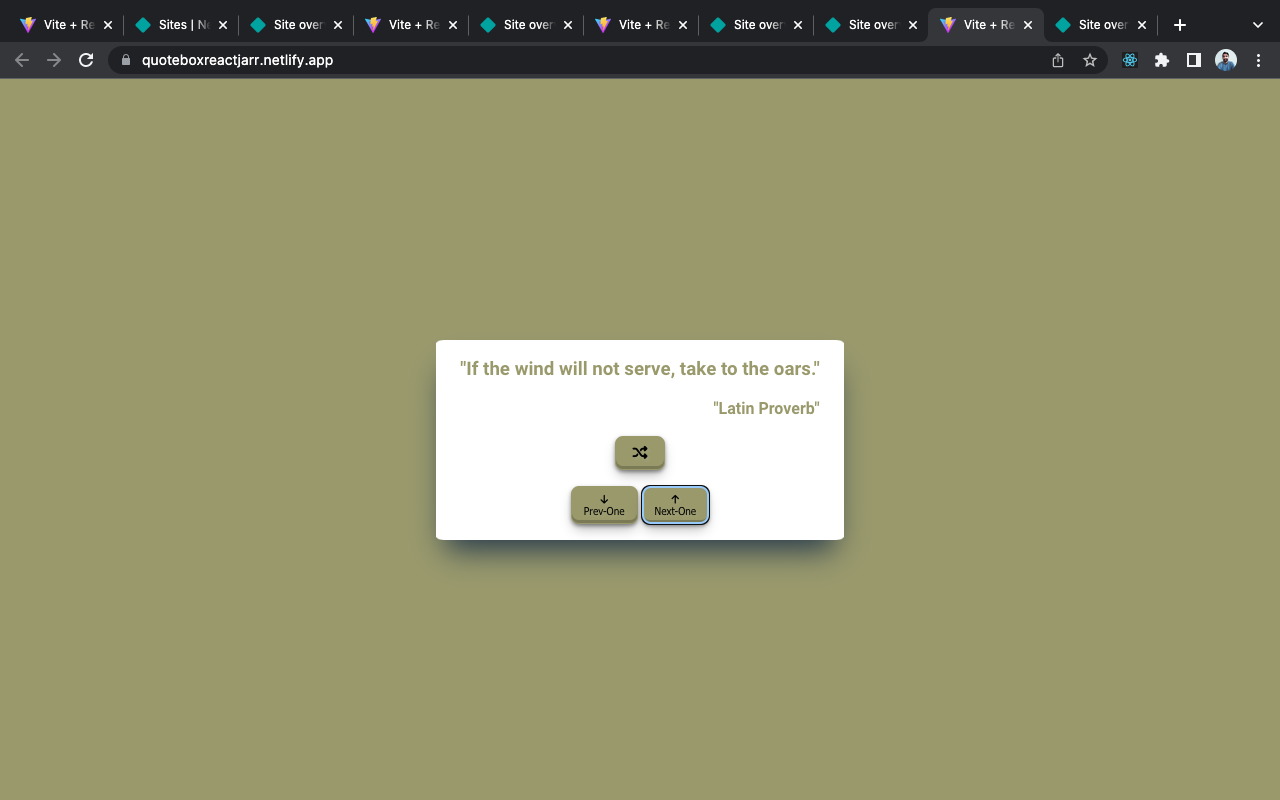 Vite + Re
Sites | Ne
Site over
Vite + Re
Site over
Vite + Re
Site over
Site over
Vite + Re
Site over
quoteboxreactjarr.netlify.app
"If the wind will not serve, take to the oars."
"Latin Proverb"
Prev-One
Next-One